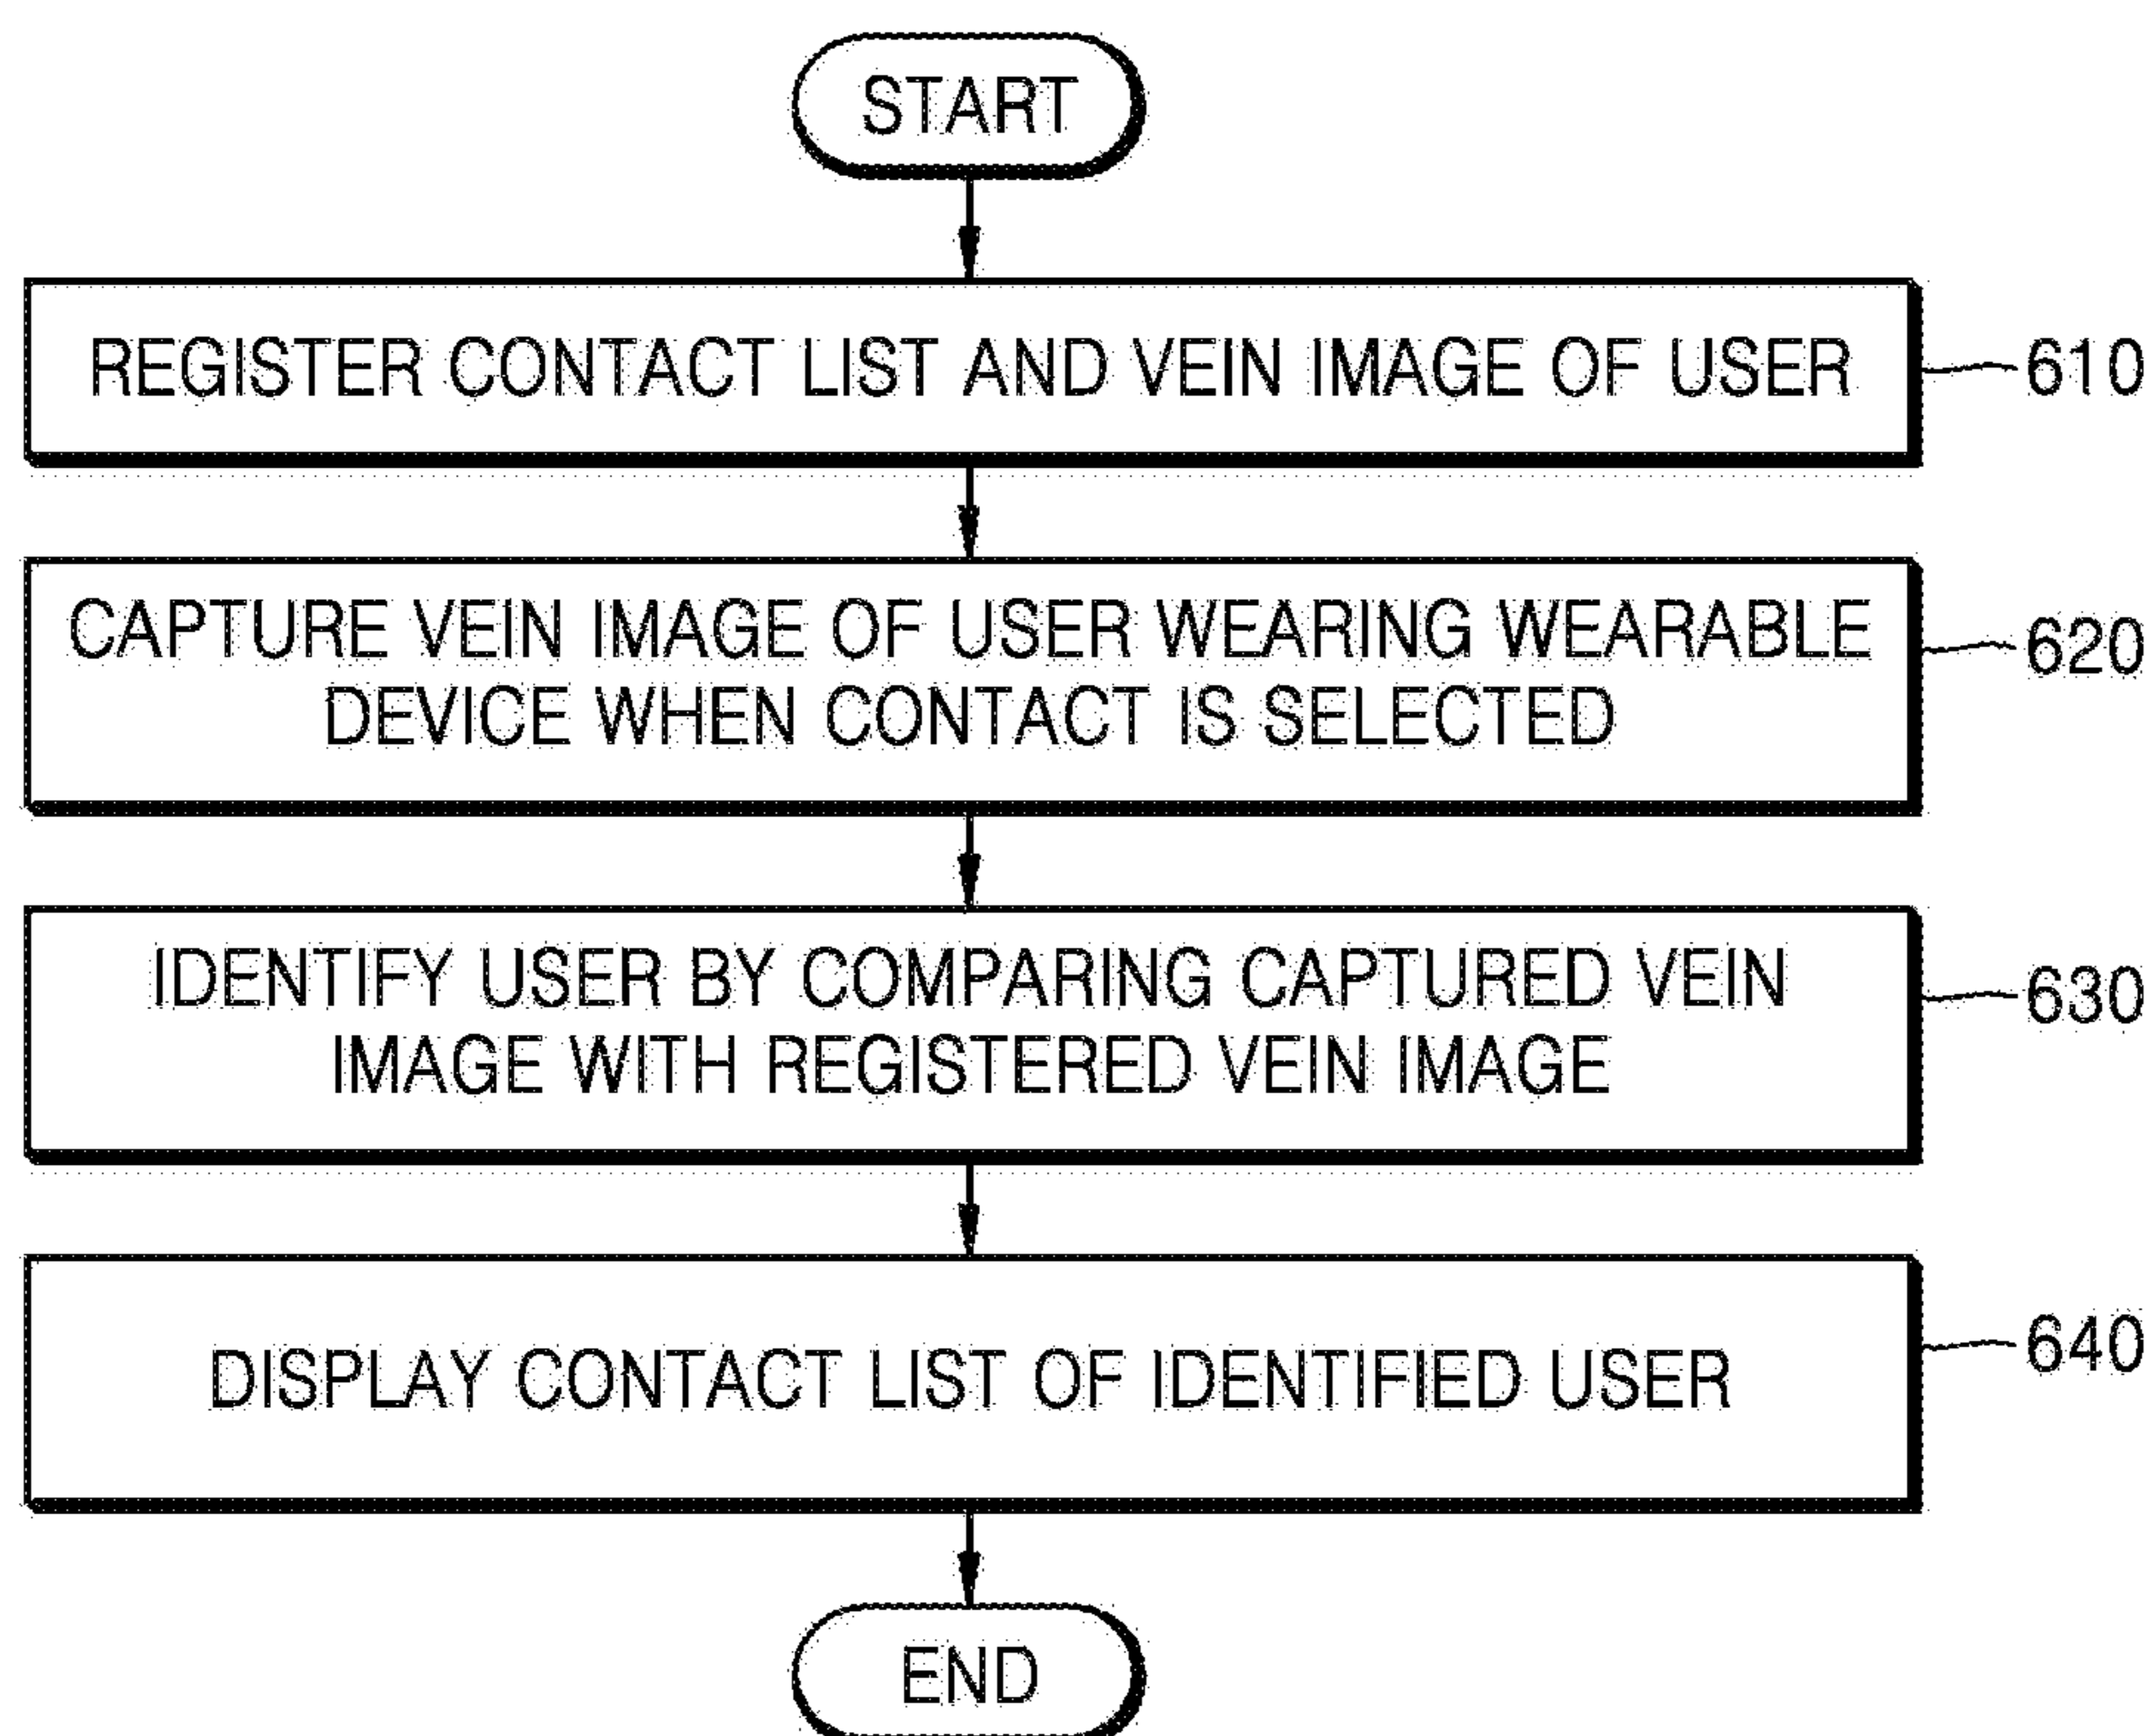 START
REGISTER CONTACT LIST AND VEIN IMAGE OF USER
610
CAPTURE VEIN IMAGE OF USER WEARING WEARABLE
DEVICE WHEN CONTACT IS SELECTED
620
IDENTIFY USER BY COMPARING CAPTURED VEIN
IMAGE WITH REGISTERED VEIN IMAGE
630
DISPLAY CONTACT LIST OF IDENTIFIED USER
640
END